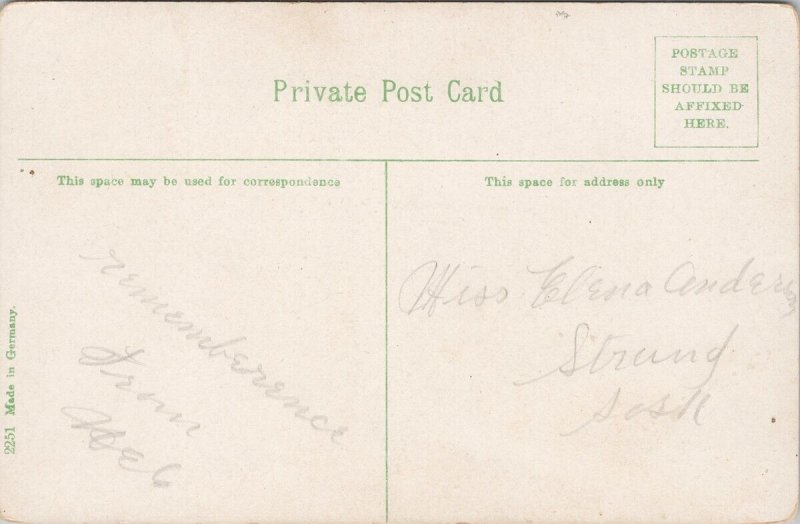 Private Post Card
POSTAGE
STAMP
SHOULD BE
AFFIXED
HERE.
This space may be used for correspondence
This space for address only
rememberence
From
Miss Elena Anderson
Strand
Sask
2251 Made in Germany.